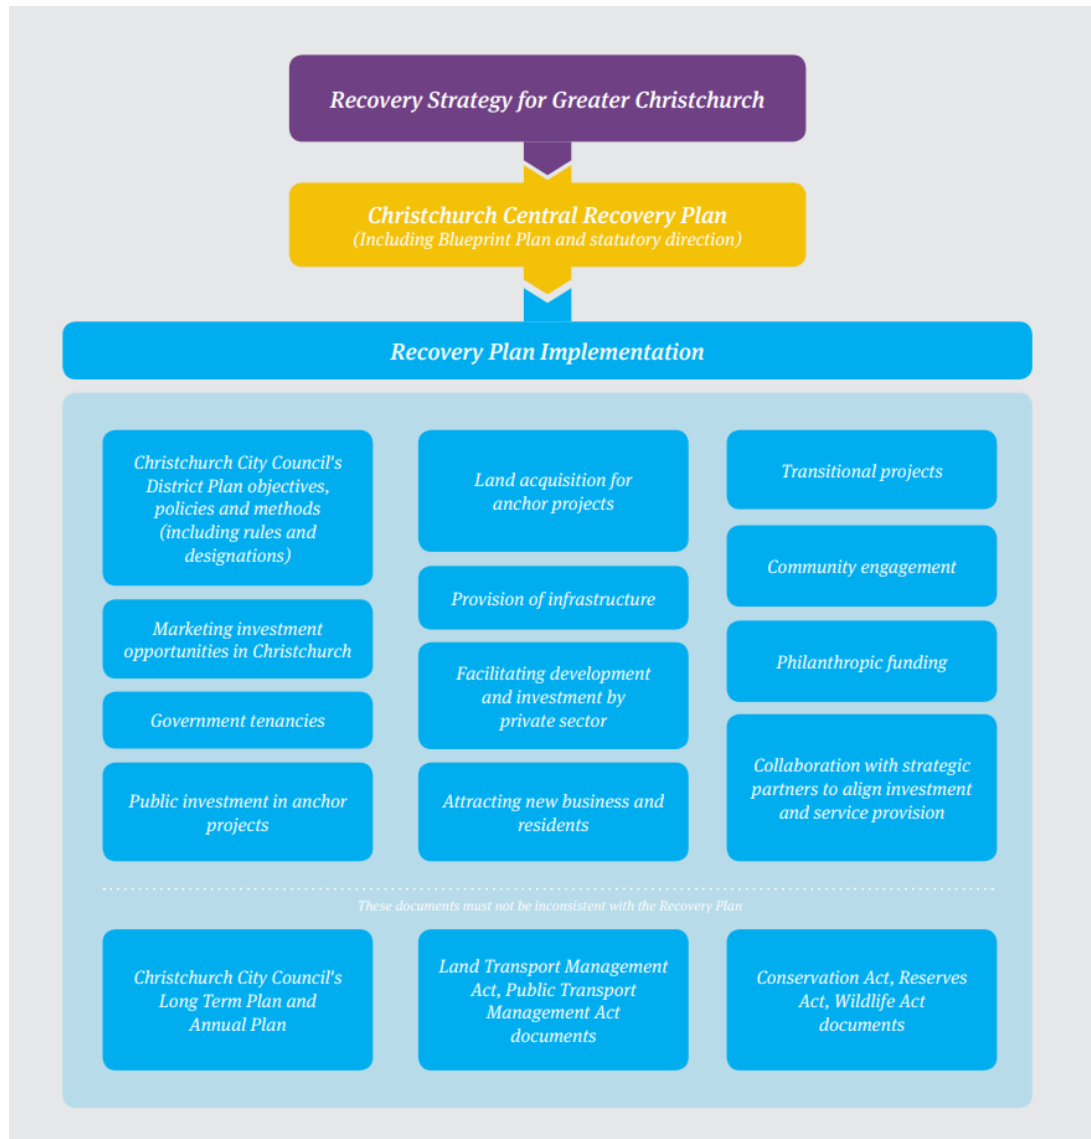 Recovery Strategy for Greater Christchurch
Christchurch Central Recovery Plan
(Including Blueprint Plan and statutory direction)
Recovery Plan Implementation
Christchurch City Council's
District Plan objectives,
policies and methods
(including rules and
designations)
Marketing investment
opportunities in Christchurch
Government tenancies
Public investment in anchor
projects
Land acquisition for
anchor projects
Provision of infrastructure
Facilitating development
and investment by
private sector
Attracting new business and
residents
Transitional projects
Community engagement
Philanthropic funding
Collaboration with strategic
partners to align investment
and service provision
These documents must not be inconsistent with the Recovery Plan
Christchurch City Council's
Long Term Plan and
Annual Plan
Land Transport Management
Act, Public Transport
Management Act
documents
Conservation Act, Reserves
Act, Wildlife Act
documents